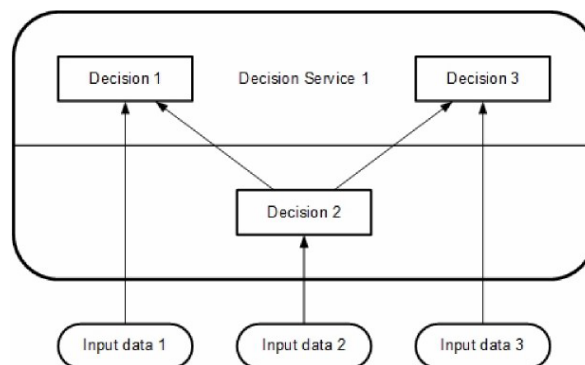 Decision 1
Decision Service 1
Decision 3
Decision 2
Input data 1
Input data 2
Input data 3